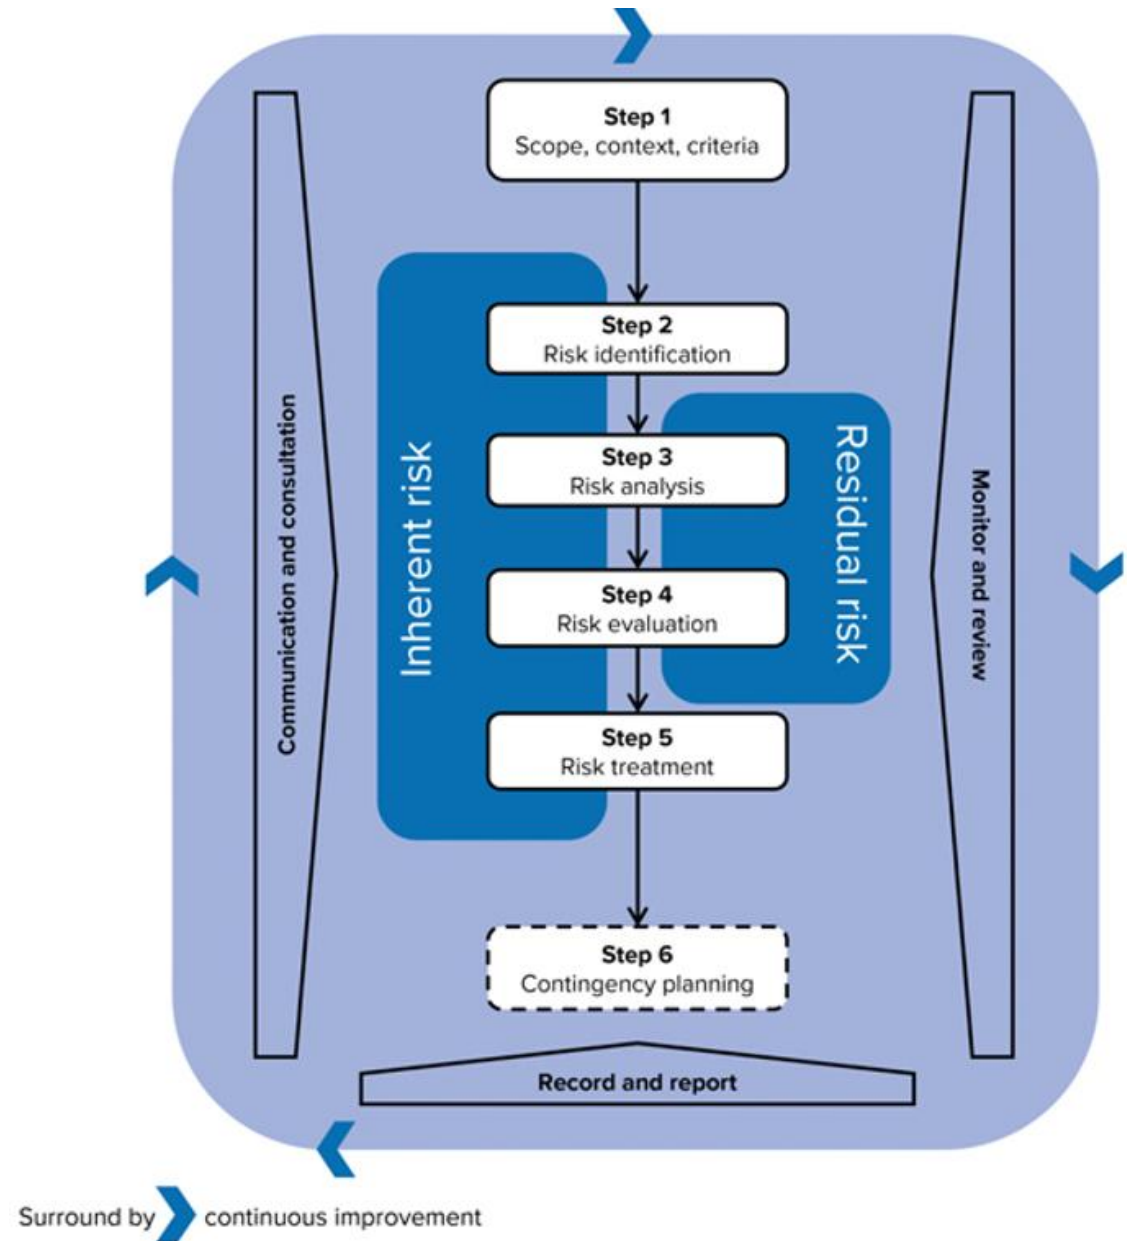 Step 1
Scope, context, criteria
Step 2
Risk identification
Step 3
Risk analysis
Step 4
Risk evaluation
Step 5
Risk treatment
Step 6
Contingency planning
Inherent risk
Residual risk
Communication and consultation
Monitor and review
Record and report
Surround by continuous improvement